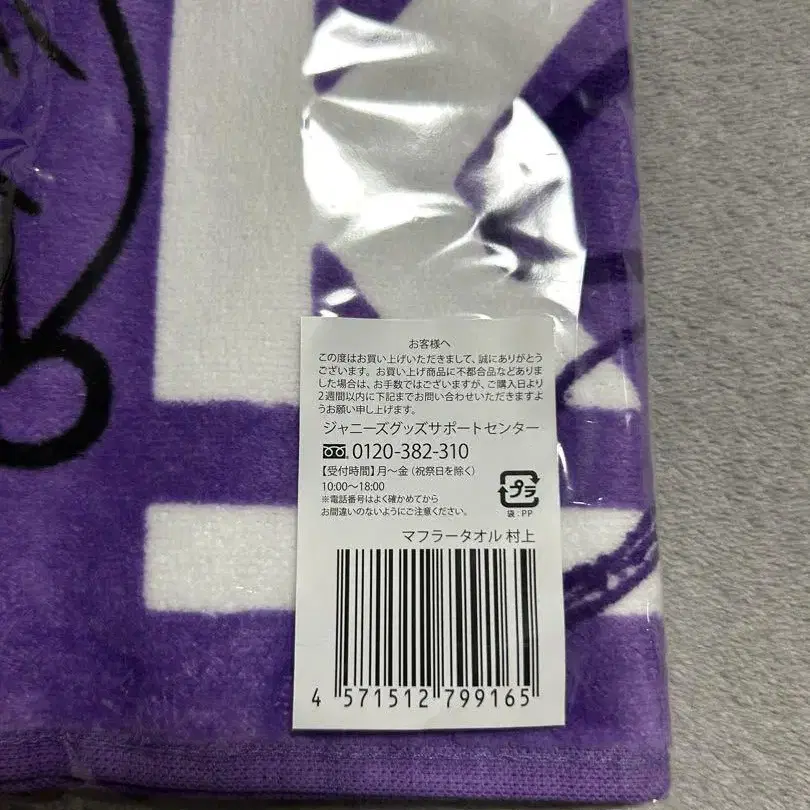 お客様へ
この度はお買い上げいただきまして、誠にありがとう
ございます。お買い上げ商品に不都合品などありま
した場合は、お手数ではございますが、ご購入日より
2週間以内に下記までお問い合わせいただきますよ
うお願い申し上げます。
ジャニーズグッズサポートセンター
0120-382-310
【受付時間】月～金（祝祭日を除く）
10:00～18:00
※電話番号はよく確かめてから
お間違いのないようにご注意ください。
プラ
袋:PP
マフラータオル 村上
4 571512 799165